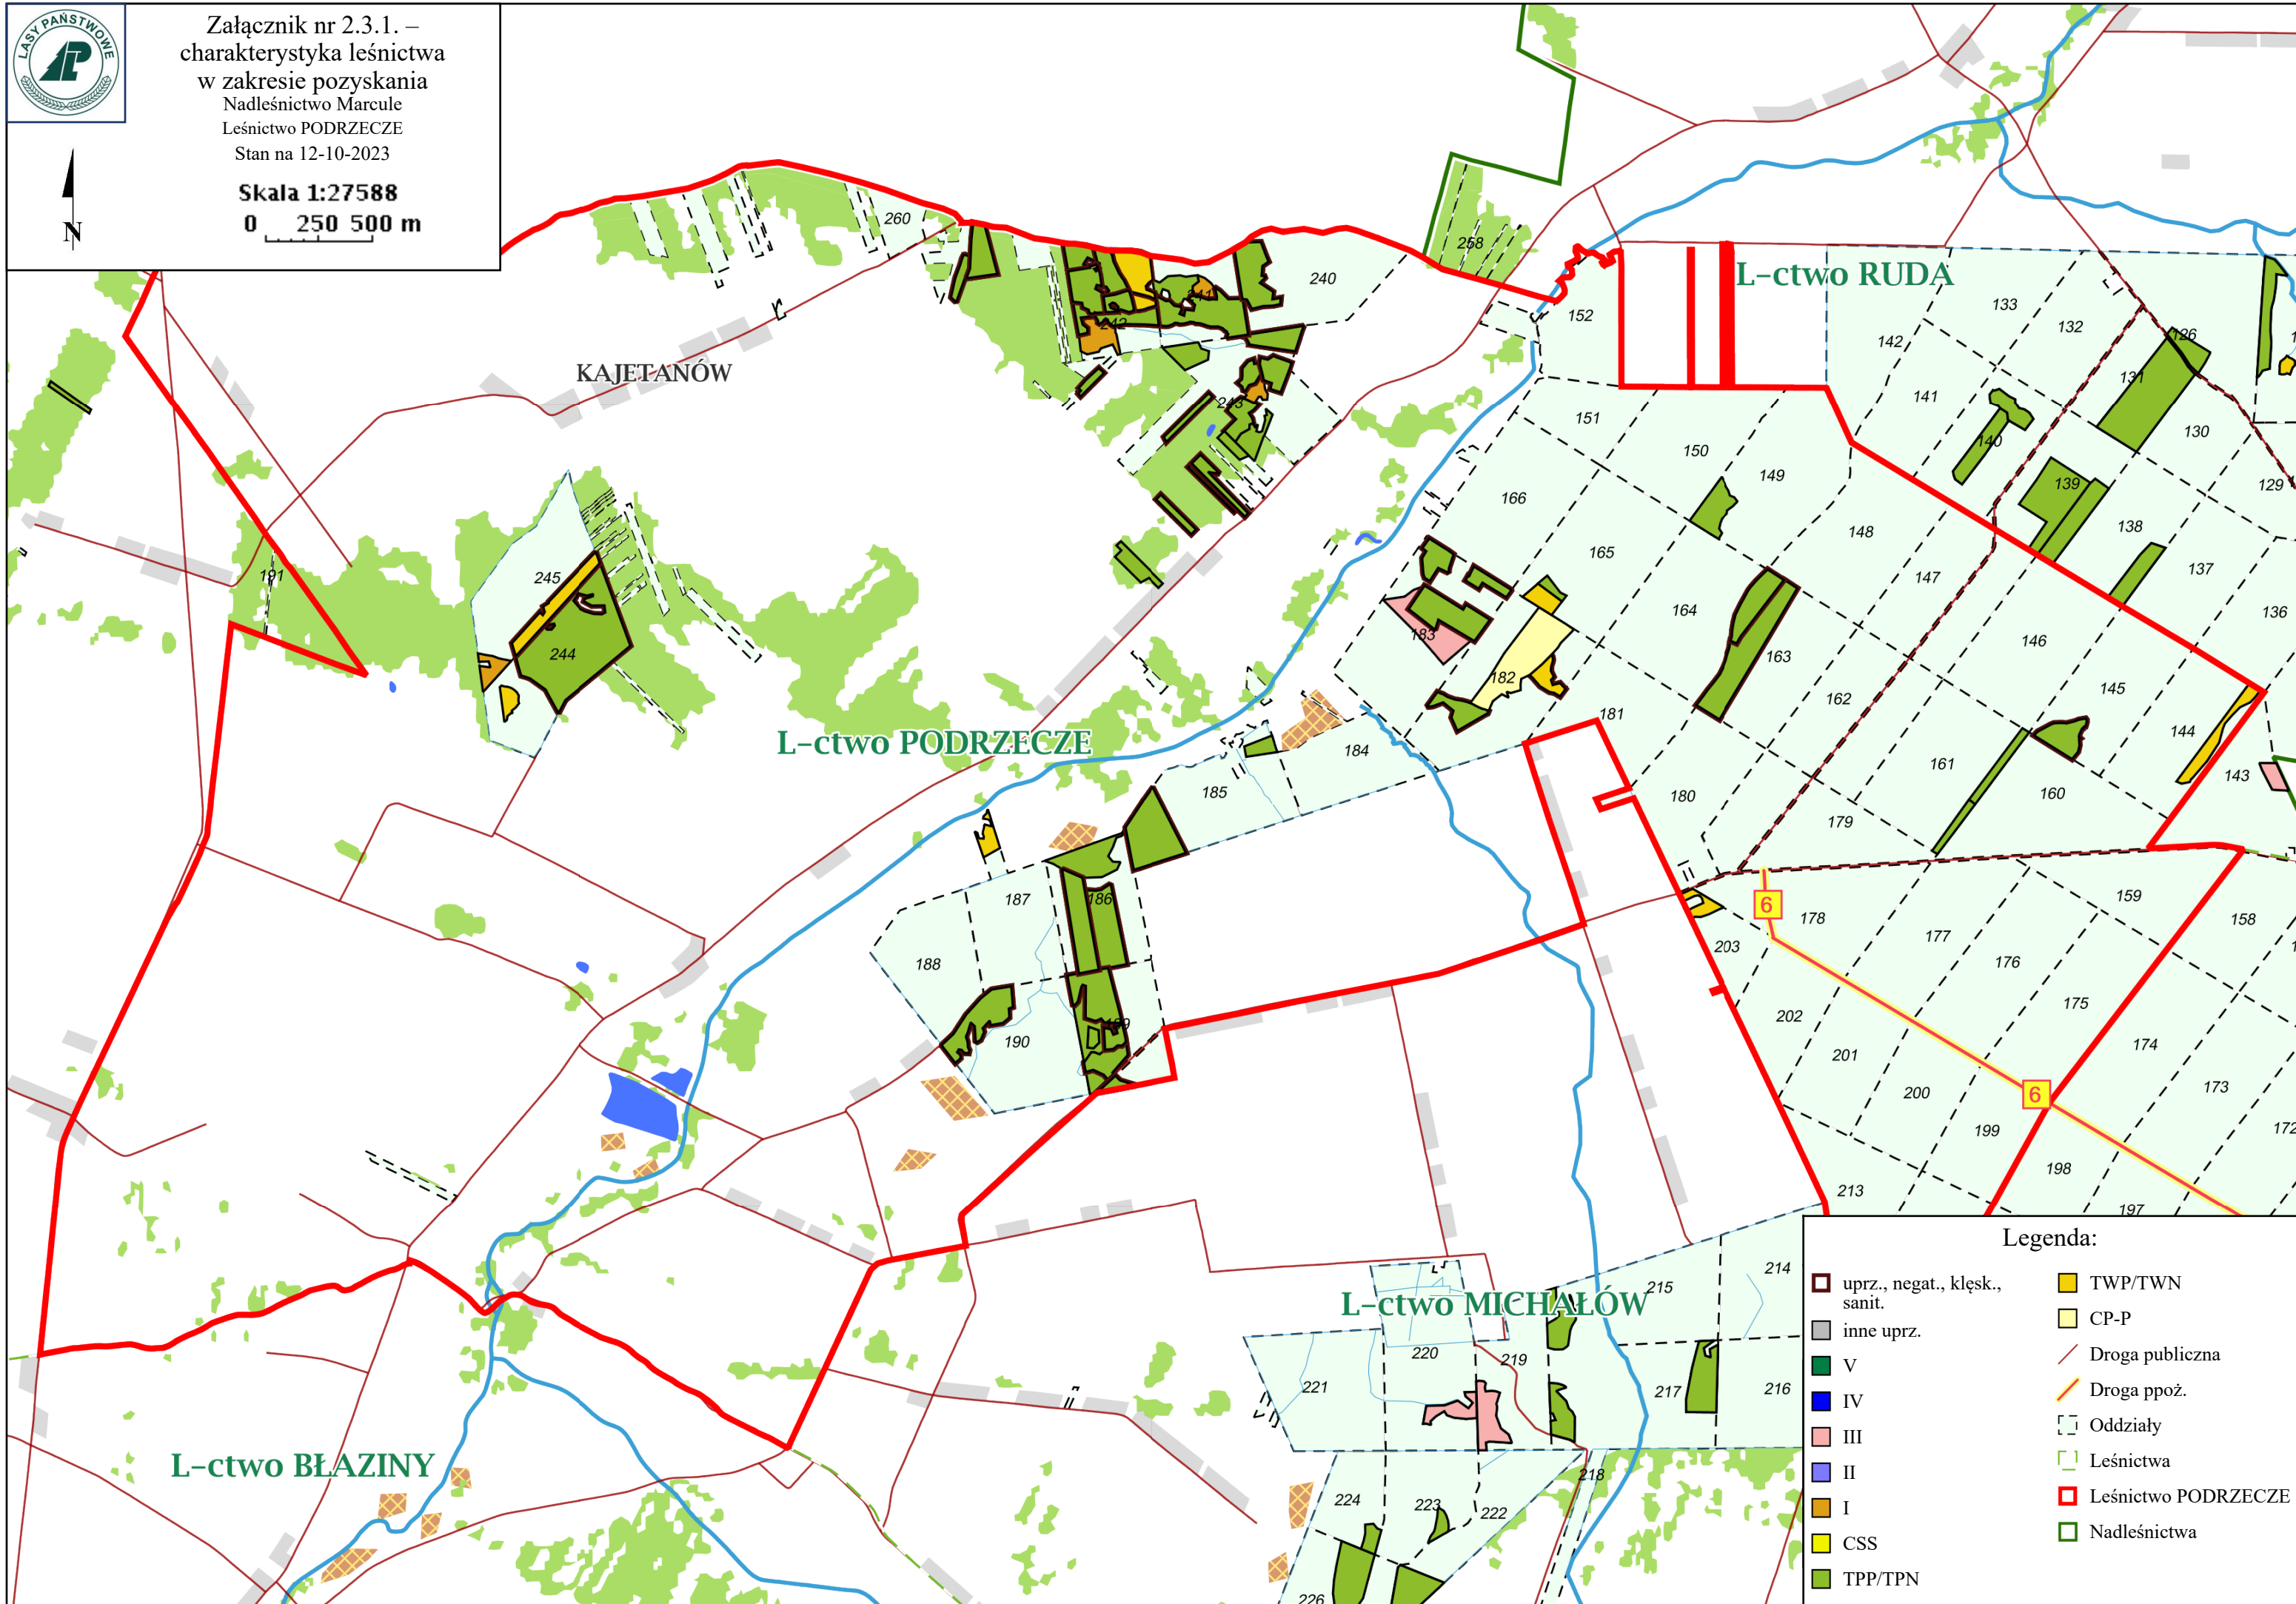 LASY PAŃSTWOWE
LP
Załącznik nr 2.3.1. –
charakterystyka leśnictwa
w zakresie pozyskania
Nadleśnictwo Marcule
Leśnictwo PODRZECZE
Stan na 12-10-2023
N
Skala 1:27588
0 250 500 m
260
258
240
241
242
243
KAJETANÓW
L-ctwo RUDA
152
133
132
142
126
131
141
151
130
140
150
149
139
129
166
138
148
165
137
147
191
245
164
136
183
146
244
163
182
145
162
181
144
L-ctwo PODRZECZE
184
161
143
185
180
160
179
187
186
159
6
178
158
203
177
188
176
175
202
189
190
174
201
173
6
200
199
172
198
213
197
214
215
L-ctwo MICHAŁÓW
220
219
221
217
216
L-ctwo BŁAZINY
218
224
223
222
226
Legenda:
uprz., negat., klęsk.,
sanit.
inne uprz.
V
IV
III
II
I
CSS
TPP/TPN
TWP/TWN
CP-P
Droga publiczna
Droga ppoż.
Oddziały
Leśnictwa
Leśnictwo PODRZECZE
Nadleśnictwa